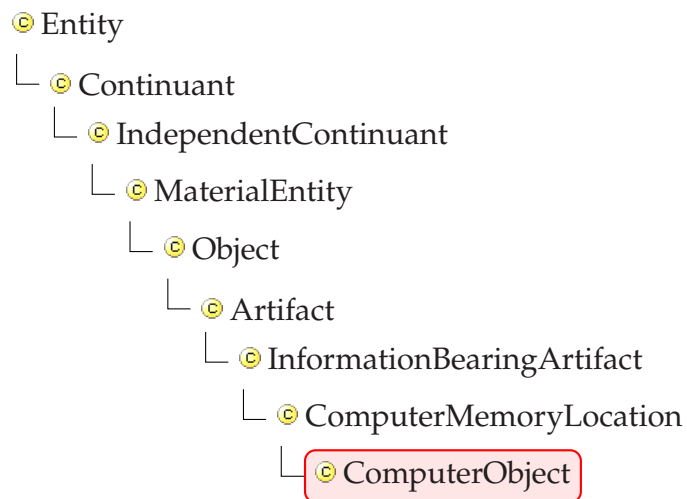 Entity
Continuant
IndependentContinuant
MaterialEntity
Object
Artifact
InformationBearingArtifact
ComputerMemoryLocation
ComputerObject